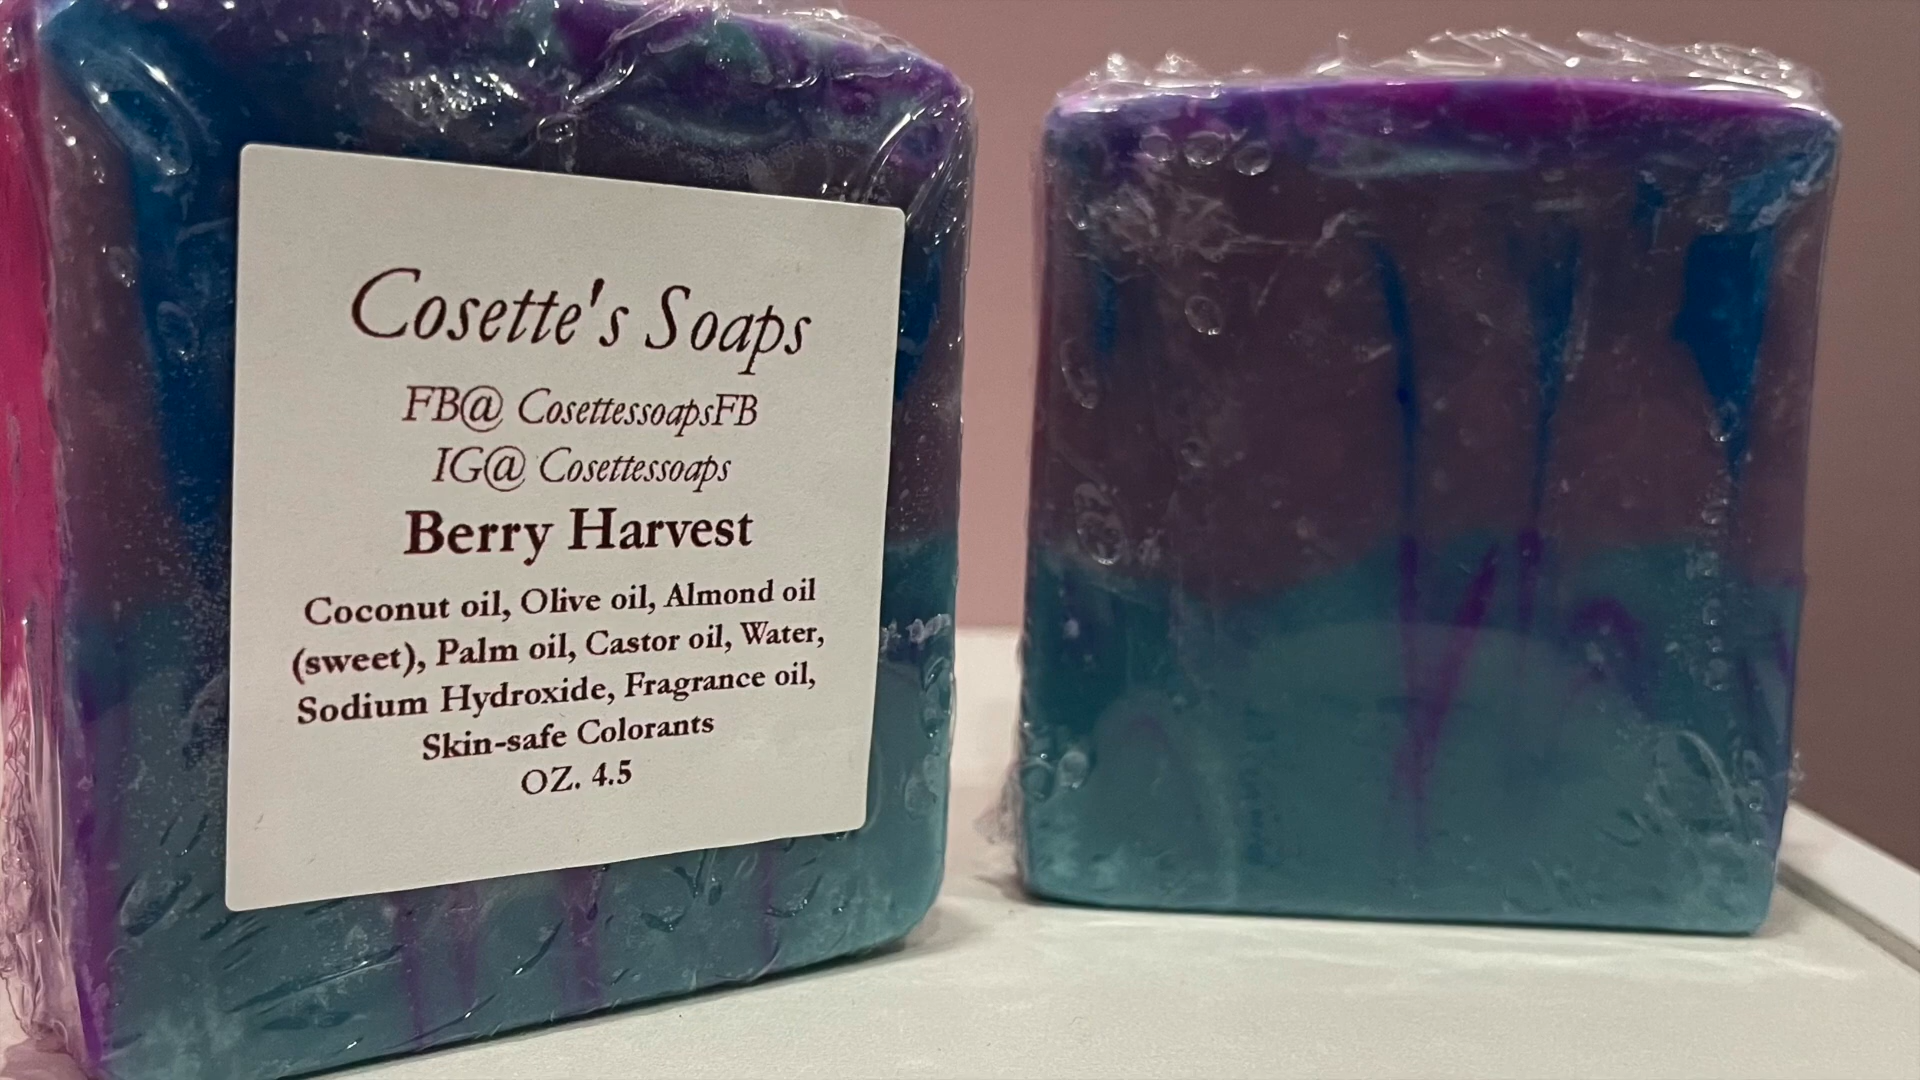 Cosette's Soaps
FB@ CosettessoapsFB
IG@ Cosettessoaps
Berry Harvest
Coconut oil, Olive oil, Almond oil
(sweet), Palm oil, Castor oil, Water,
Sodium Hydroxide, Fragrance oil,
Skin-safe Colorants
OZ. 4.5